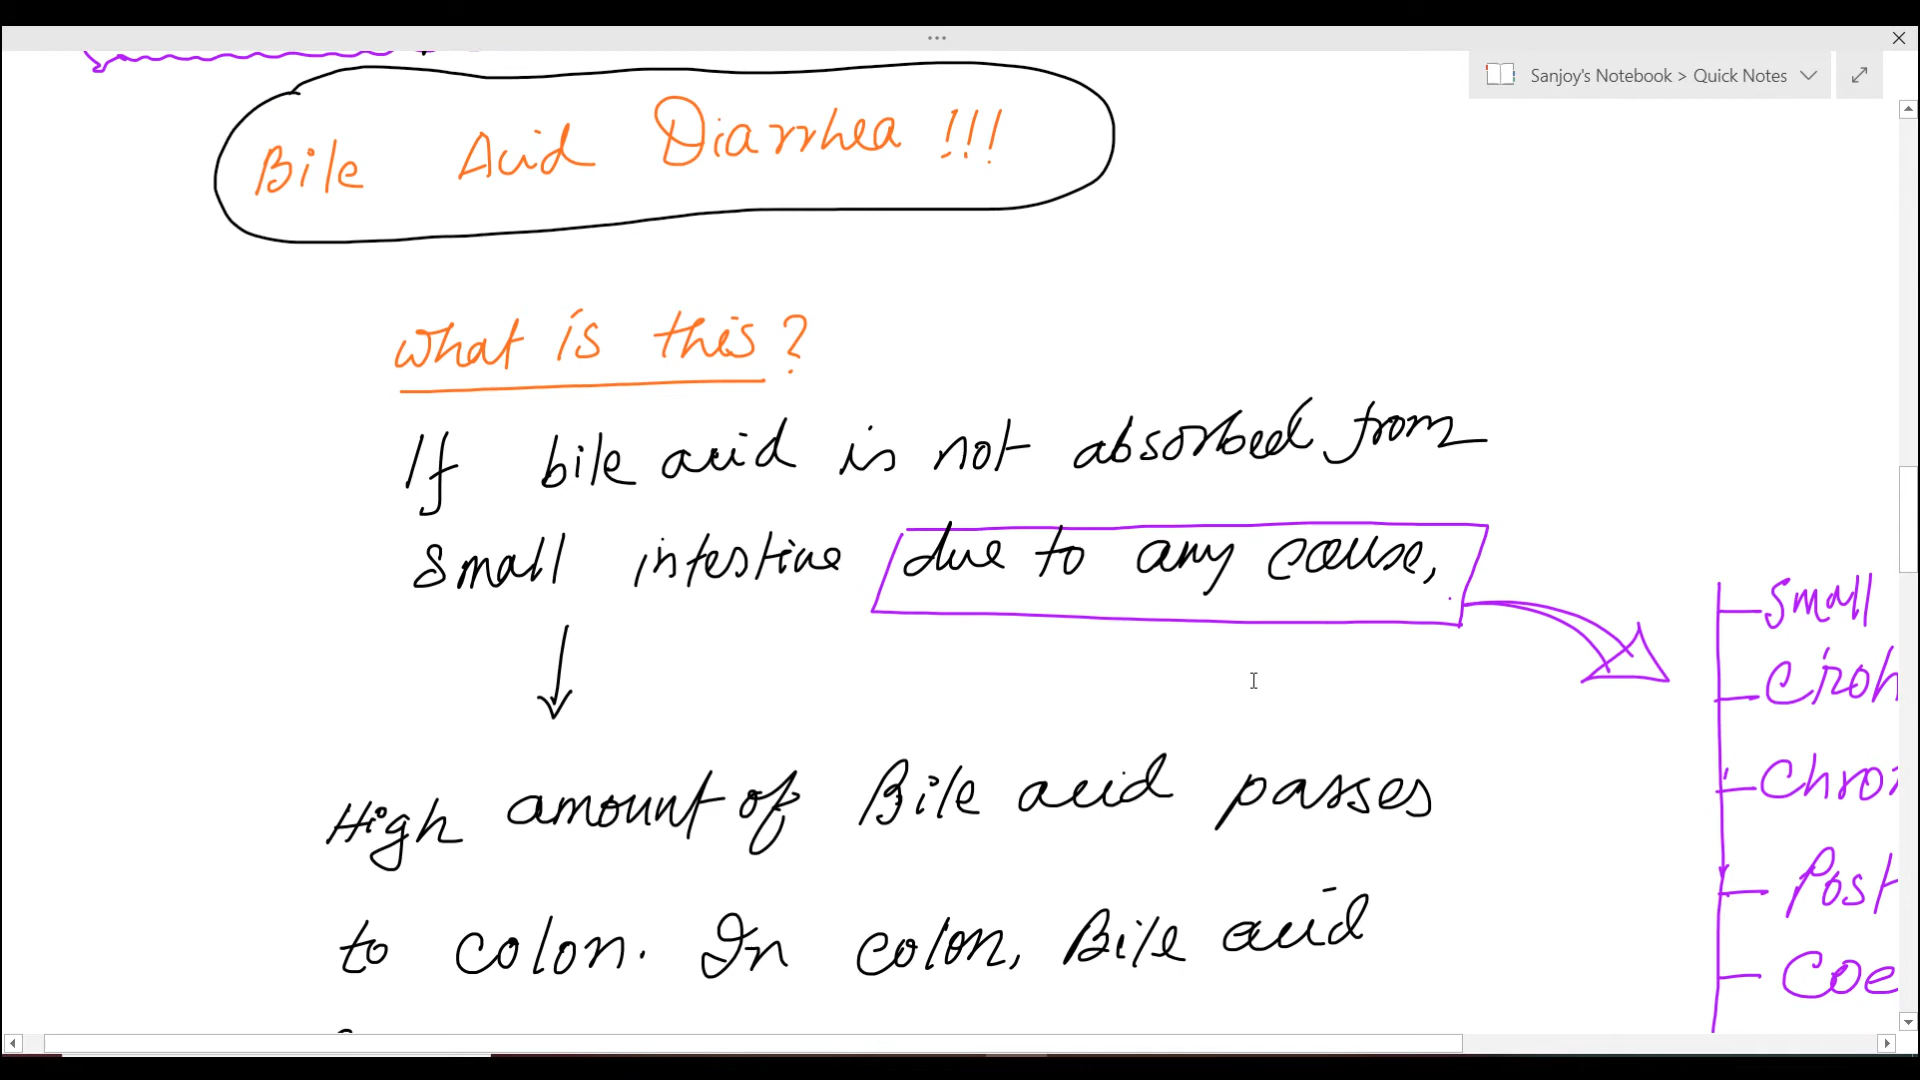 Sanjoy's Notebook > Quick Notes
Bile Acid Diarrhea !!!
What is this?
If bile acid is not absorbed from
small intestine due to any cause,
High amount of Bile acid passes
to colon. In colon, Bile acid
Small
Croh
Chron
Post
Coe